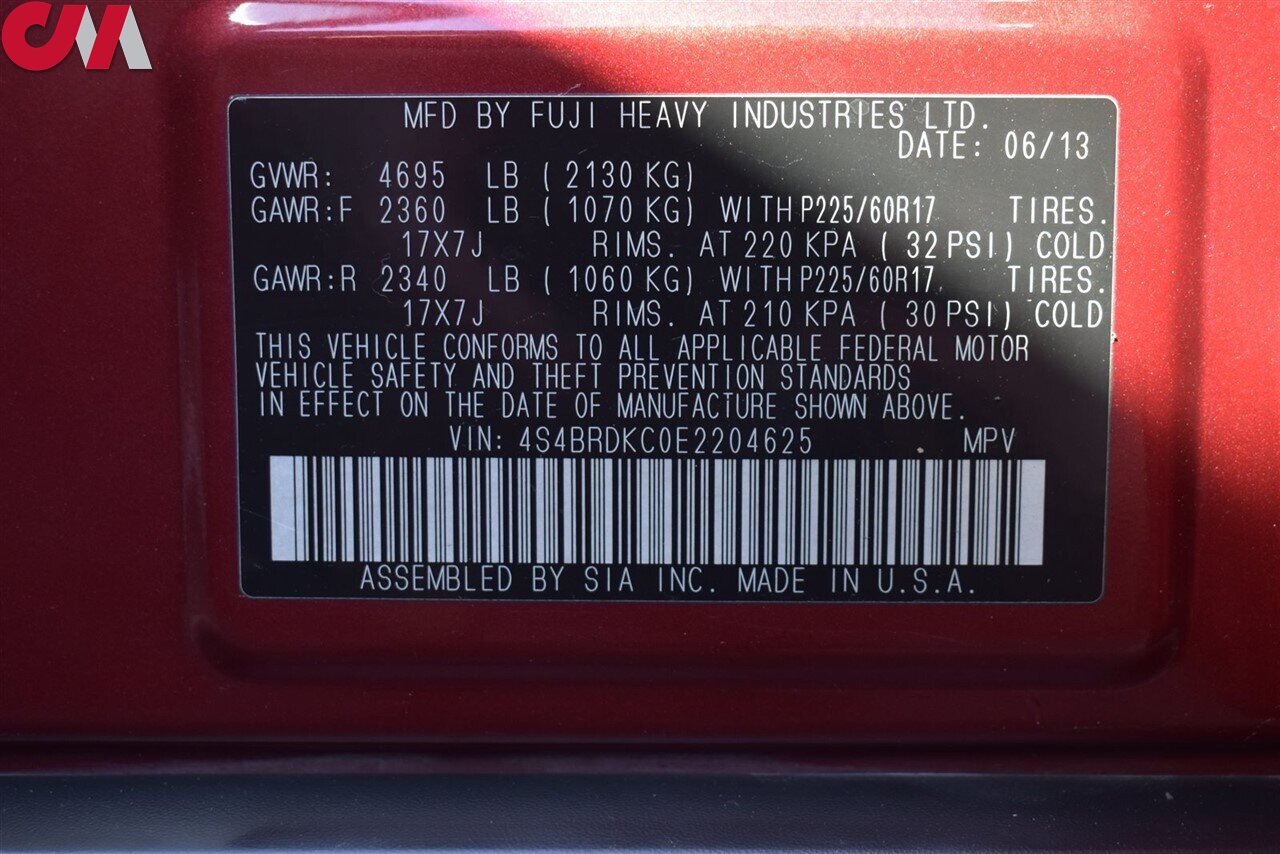 CM
MFD BY FUJI HEAVY INDUSTRIES LTD.
DATE: 06/13
GVWR: 4695 LB ( 2130 KG)
GAWR:F 2360 LB ( 1070 KG) WITH P225/60R17 TIRES.
17X7J RIMS. AT 220 KPA ( 32 PSI) COLD
GAWR:R 2340 LB ( 1060 KG) WITH P225/60R17 TIRES.
17X7J RIMS. AT 210 KPA ( 30 PSI) COLD
THIS VEHICLE CONFORMS TO ALL APPLICABLE FEDERAL MOTOR
VEHICLE SAFETY AND THEFT PREVENTION STANDARDS
IN EFFECT ON THE DATE OF MANUFACTURE SHOWN ABOVE.
VIN: 4S4BRDKC0E2204625 MPV
ASSEMBLED BY SIA INC. MADE IN U.S.A.